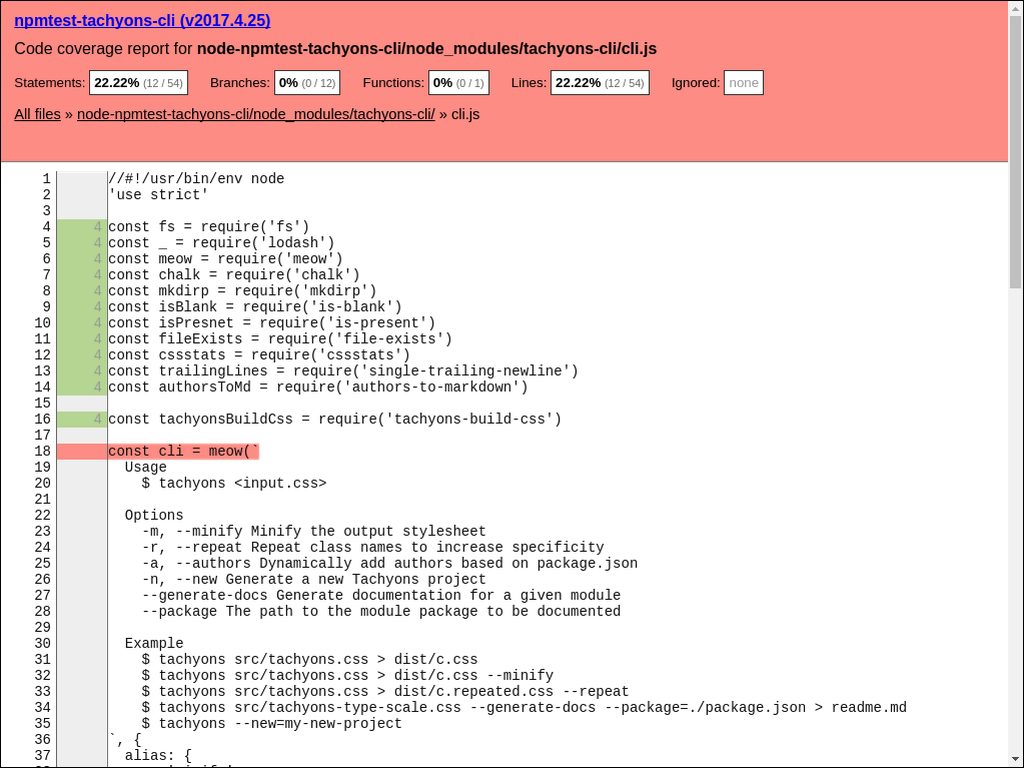 npmtest-tachyons-cli (v2017.4.25)
Code coverage report for node-npmtest-tachyons-cli/node_modules/tachyons-cli/cli.js
Statements: 22.22% (12 / 54) Branches: 0% (0 / 12) Functions: 0% (0 / 1) Lines: 22.22% (12 / 54) Ignored: none
All files » node-npmtest-tachyons-cli/node_modules/tachyons-cli/ » cli.js
1 //#!/usr/bin/env node
2 'use strict'
3
4 4 const fs = require('fs')
5 4 const _ = require('lodash')
6 4 const meow = require('meow')
7 4 const chalk = require('chalk')
8 4 const mkdirp = require('mkdirp')
9 4 const isBlank = require('is-blank')
10 4 const isPresnet = require('is-present')
11 4 const fileExists = require('file-exists')
12 4 const cssstats = require('cssstats')
13 4 const trailingLines = require('single-trailing-newline')
14 4 const authorsToMd = require('authors-to-markdown')
15
16 4 const tachyonsBuildCss = require('tachyons-build-css')
17
18 const cli = meow(`
19 Usage
20 $ tachyons <input.css>
21
22 Options
23 -m, --minify Minify the output stylesheet
24 -r, --repeat Repeat class names to increase specificity
25 -a, --authors Dynamically add authors based on package.json
26 -n, --new Generate a new Tachyons project
27 --generate-docs Generate documentation for a given module
28 --package The path to the module package to be documented
29
30 Example
31 $ tachyons src/tachyons.css > dist/c.css
32 $ tachyons src/tachyons.css > dist/c.css --minify
33 $ tachyons src/tachyons.css > dist/c.repeated.css --repeat
34 $ tachyons src/tachyons-type-scale.css --generate-docs --package=./package.json > readme.md
35 $ tachyons --new=my-new-project
36 `, {
37 alias: {